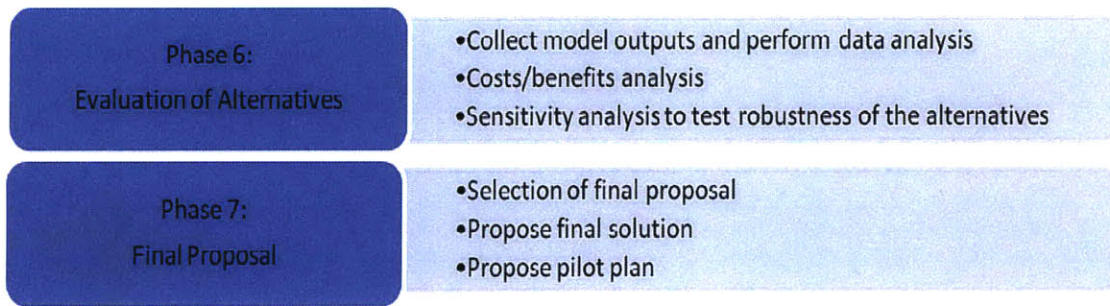 Phase 6:
Evaluation of Alternatives
•Collect model outputs and perform data analysis
•Costs/benefits analysis
•Sensitivity analysis to test robustness of the alternatives
Phase 7:
Final Proposal
•Selection of final proposal
•Propose final solution
•Propose pilot plan